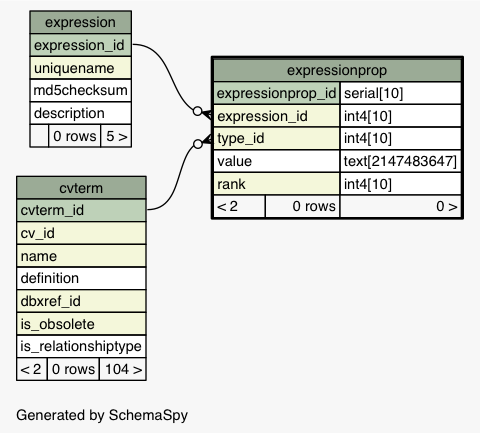 expression
expression_id
uniquename
md5checksum
description
0 rows 5 >
expressionprop
expressionprop_id serial[10]
expression_id int4[10]
type_id int4[10]
value text[2147483647]
rank int4[10]
< 2 0 rows 0 >
cvterm
cvterm_id
cv_id
name
definition
dbxref_id
is_obsolete
is_relationshiptype
< 2 0 rows 104 >
Generated by SchemaSpy